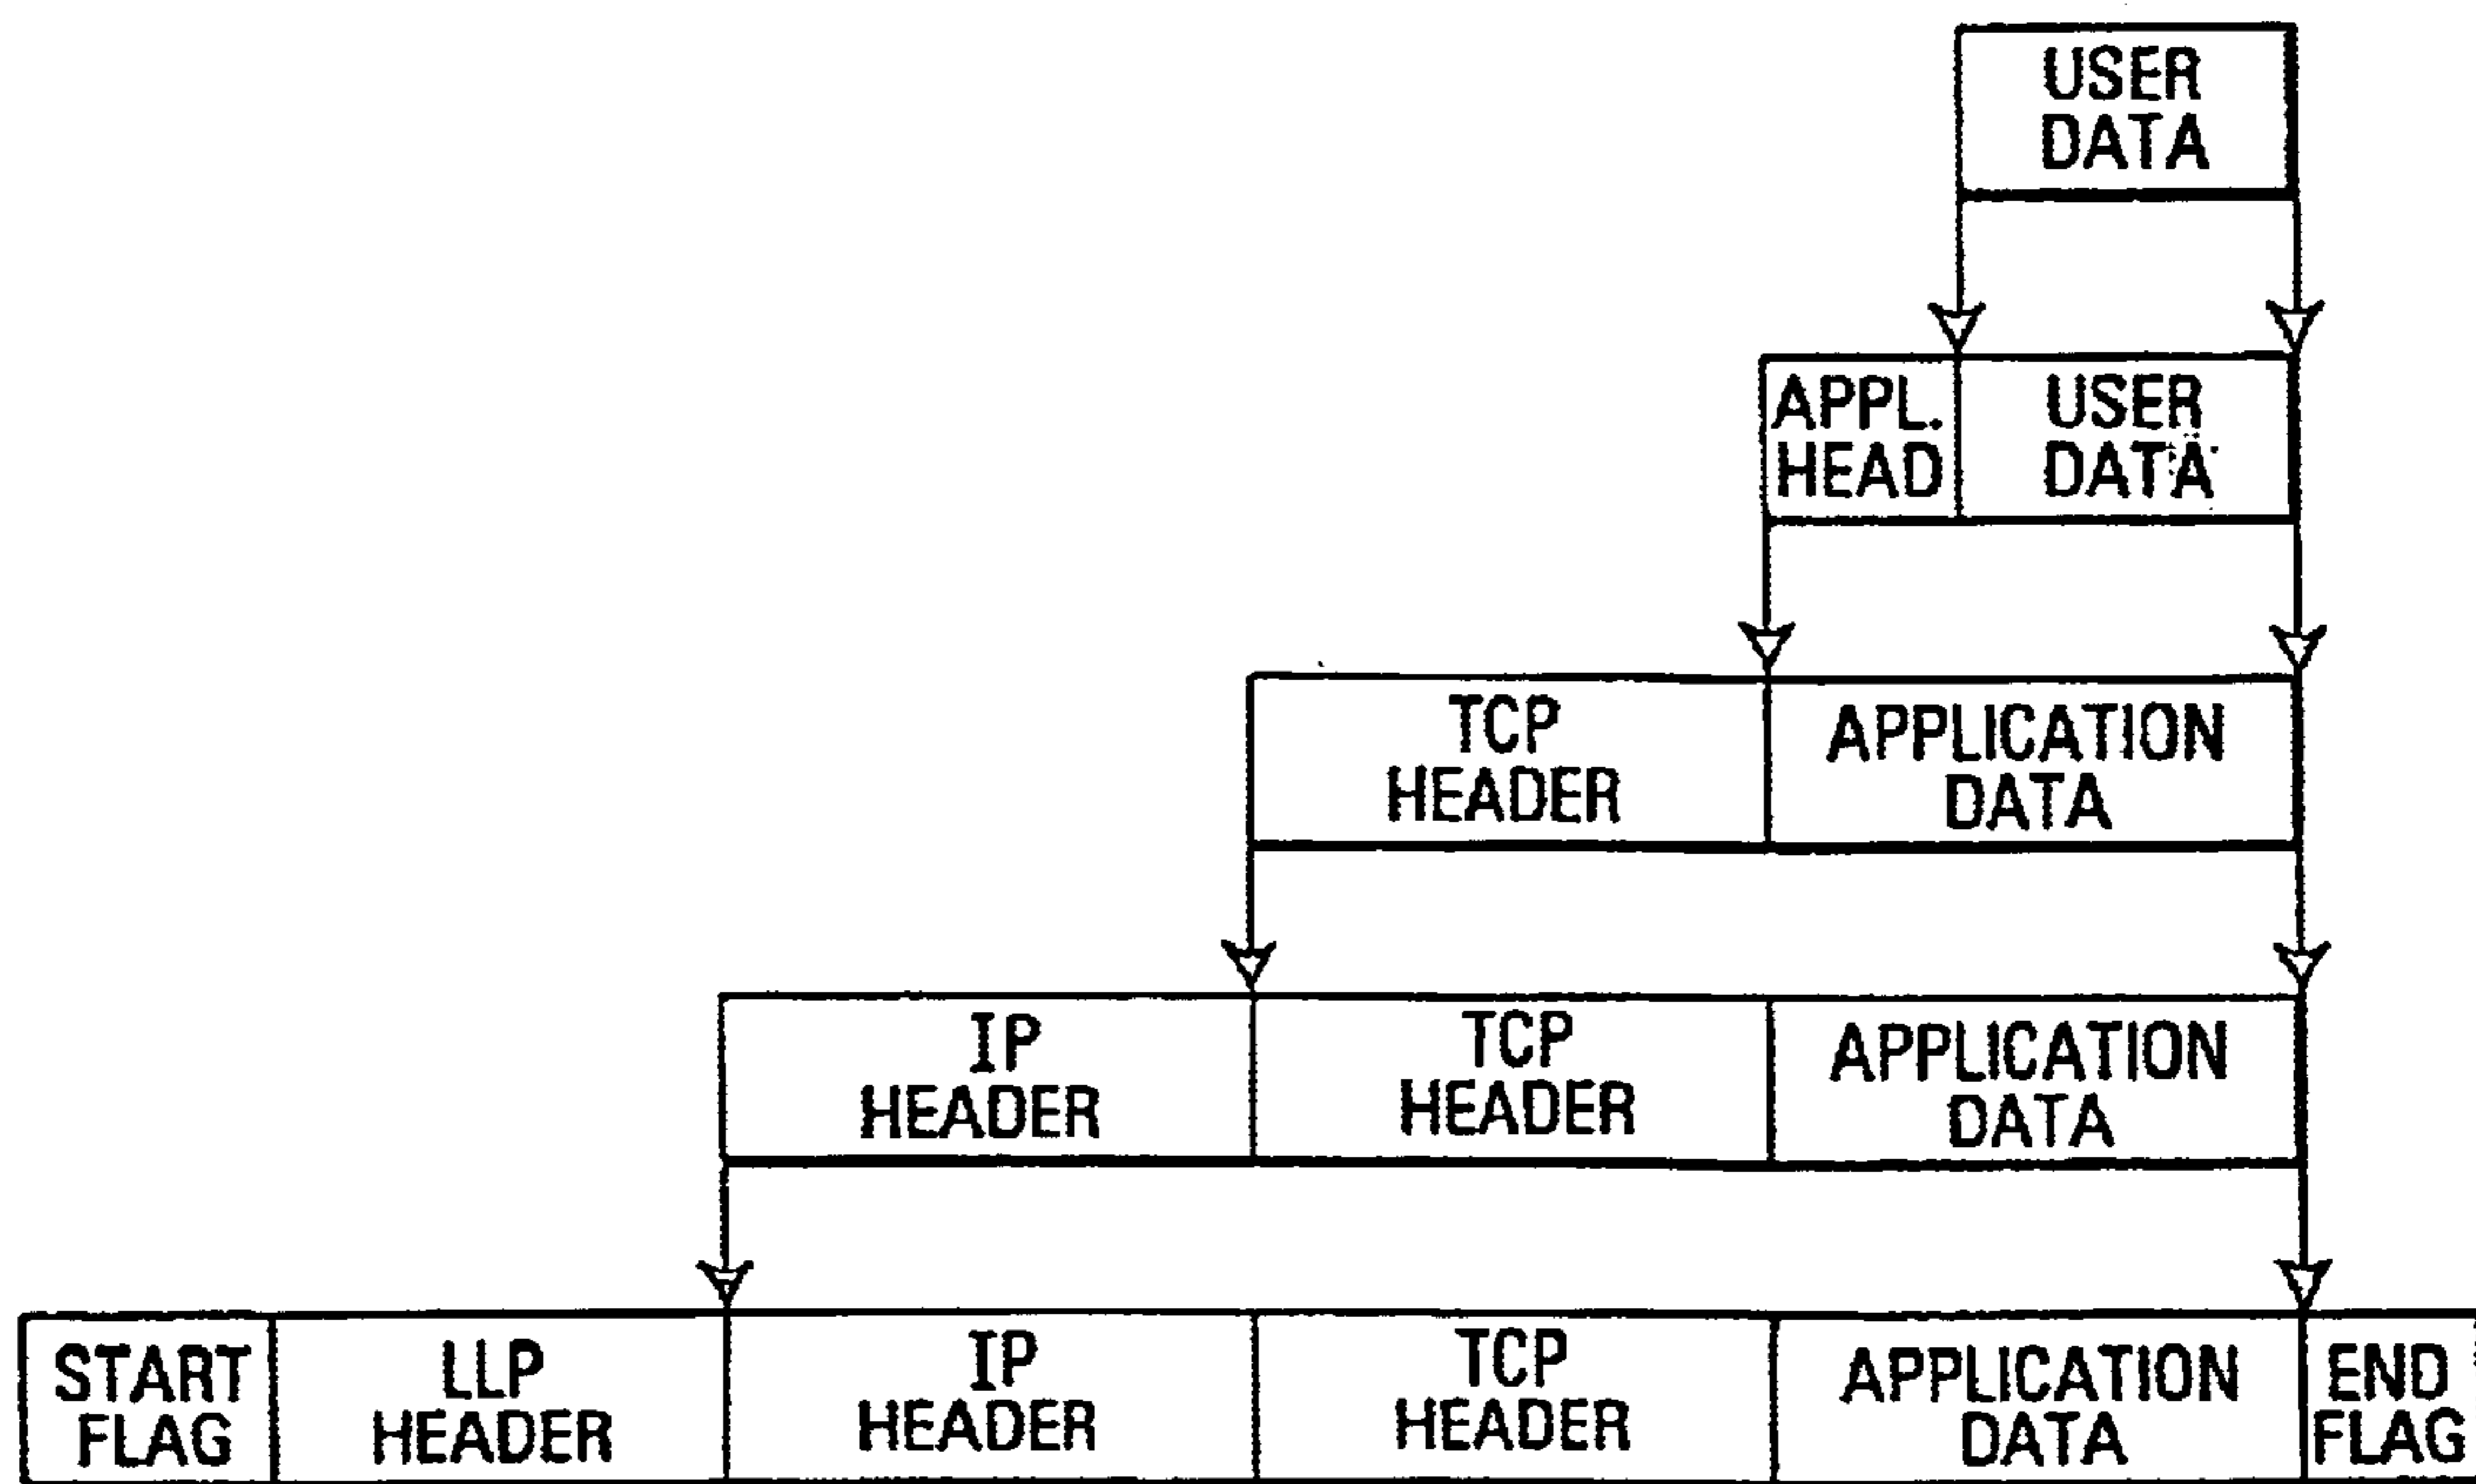 USER
DATA
APPL.
HEAD
USER
DATA
TCP
HEADER
APPLICATION
DATA
IP
HEADER
TCP
HEADER
APPLICATION
DATA
START
FLAG
LLP
HEADER
IP
HEADER
TCP
HEADER
APPLICATION
DATA
END
FLAG